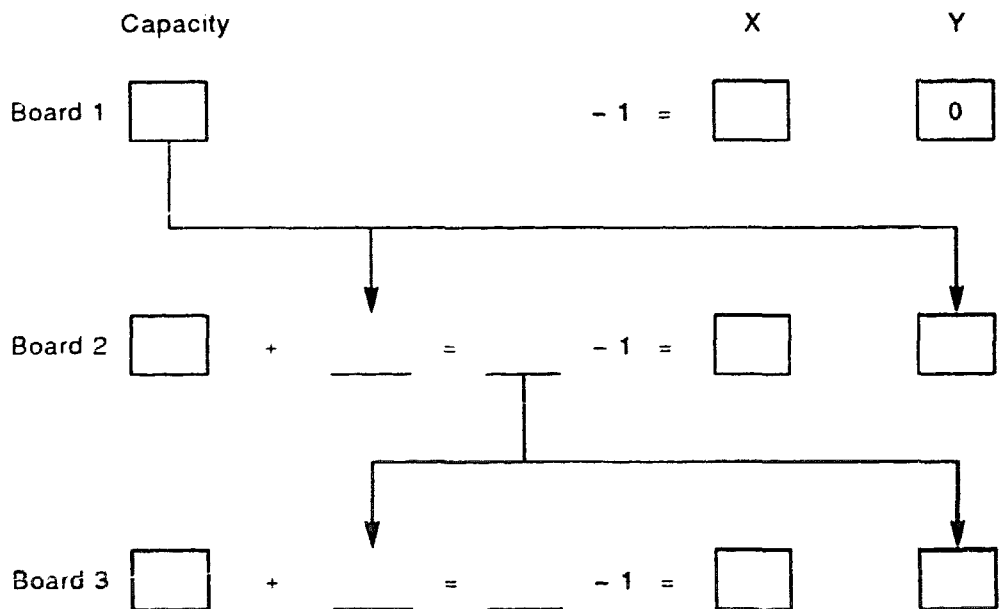 Capacity X Y
Board 1 - 1 = 0
Board 2 + = - 1 =
Board 3 + = - 1 =